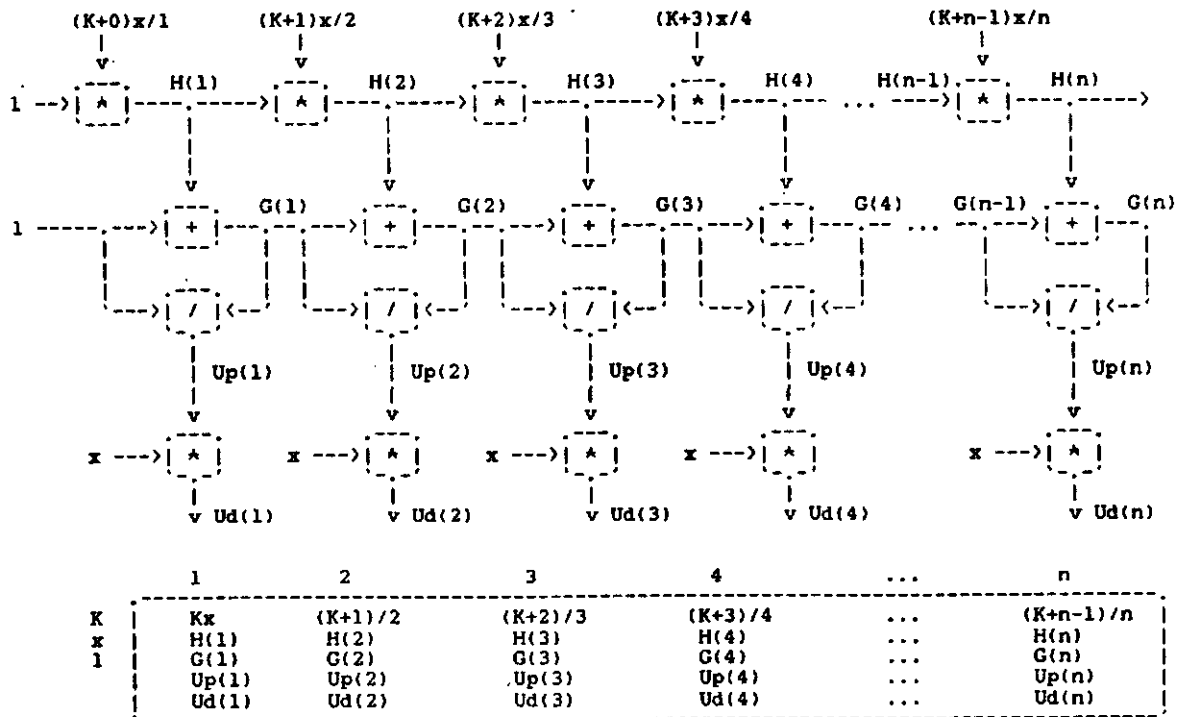 (K+0)x/1 (K+1)x/2 (K+2)x/3 (K+3)x/4 (K+n-1)x/n
H(1) H(2) H(3) H(4) H(n-1) H(n)
1 * * * * ... *
G(1) G(2) G(3) G(4) G(n-1) G(n)
1 + + + + ... +
/ / / / /
Up(1) Up(2) Up(3) Up(4) Up(n)
x * x * x * x * x *
Ud(1) Ud(2) Ud(3) Ud(4) Ud(n)
1 2 3 4 ... n
K Kx (K+1)/2 (K+2)/3 (K+3)/4 ... (K+n-1)/n
x H(1) H(2) H(3) H(4) ... H(n)
1 G(1) G(2) G(3) G(4) ... G(n)
Up(1) Up(2) Up(3) Up(4) ... Up(n)
Ud(1) Ud(2) Ud(3) Ud(4) ... Ud(n)